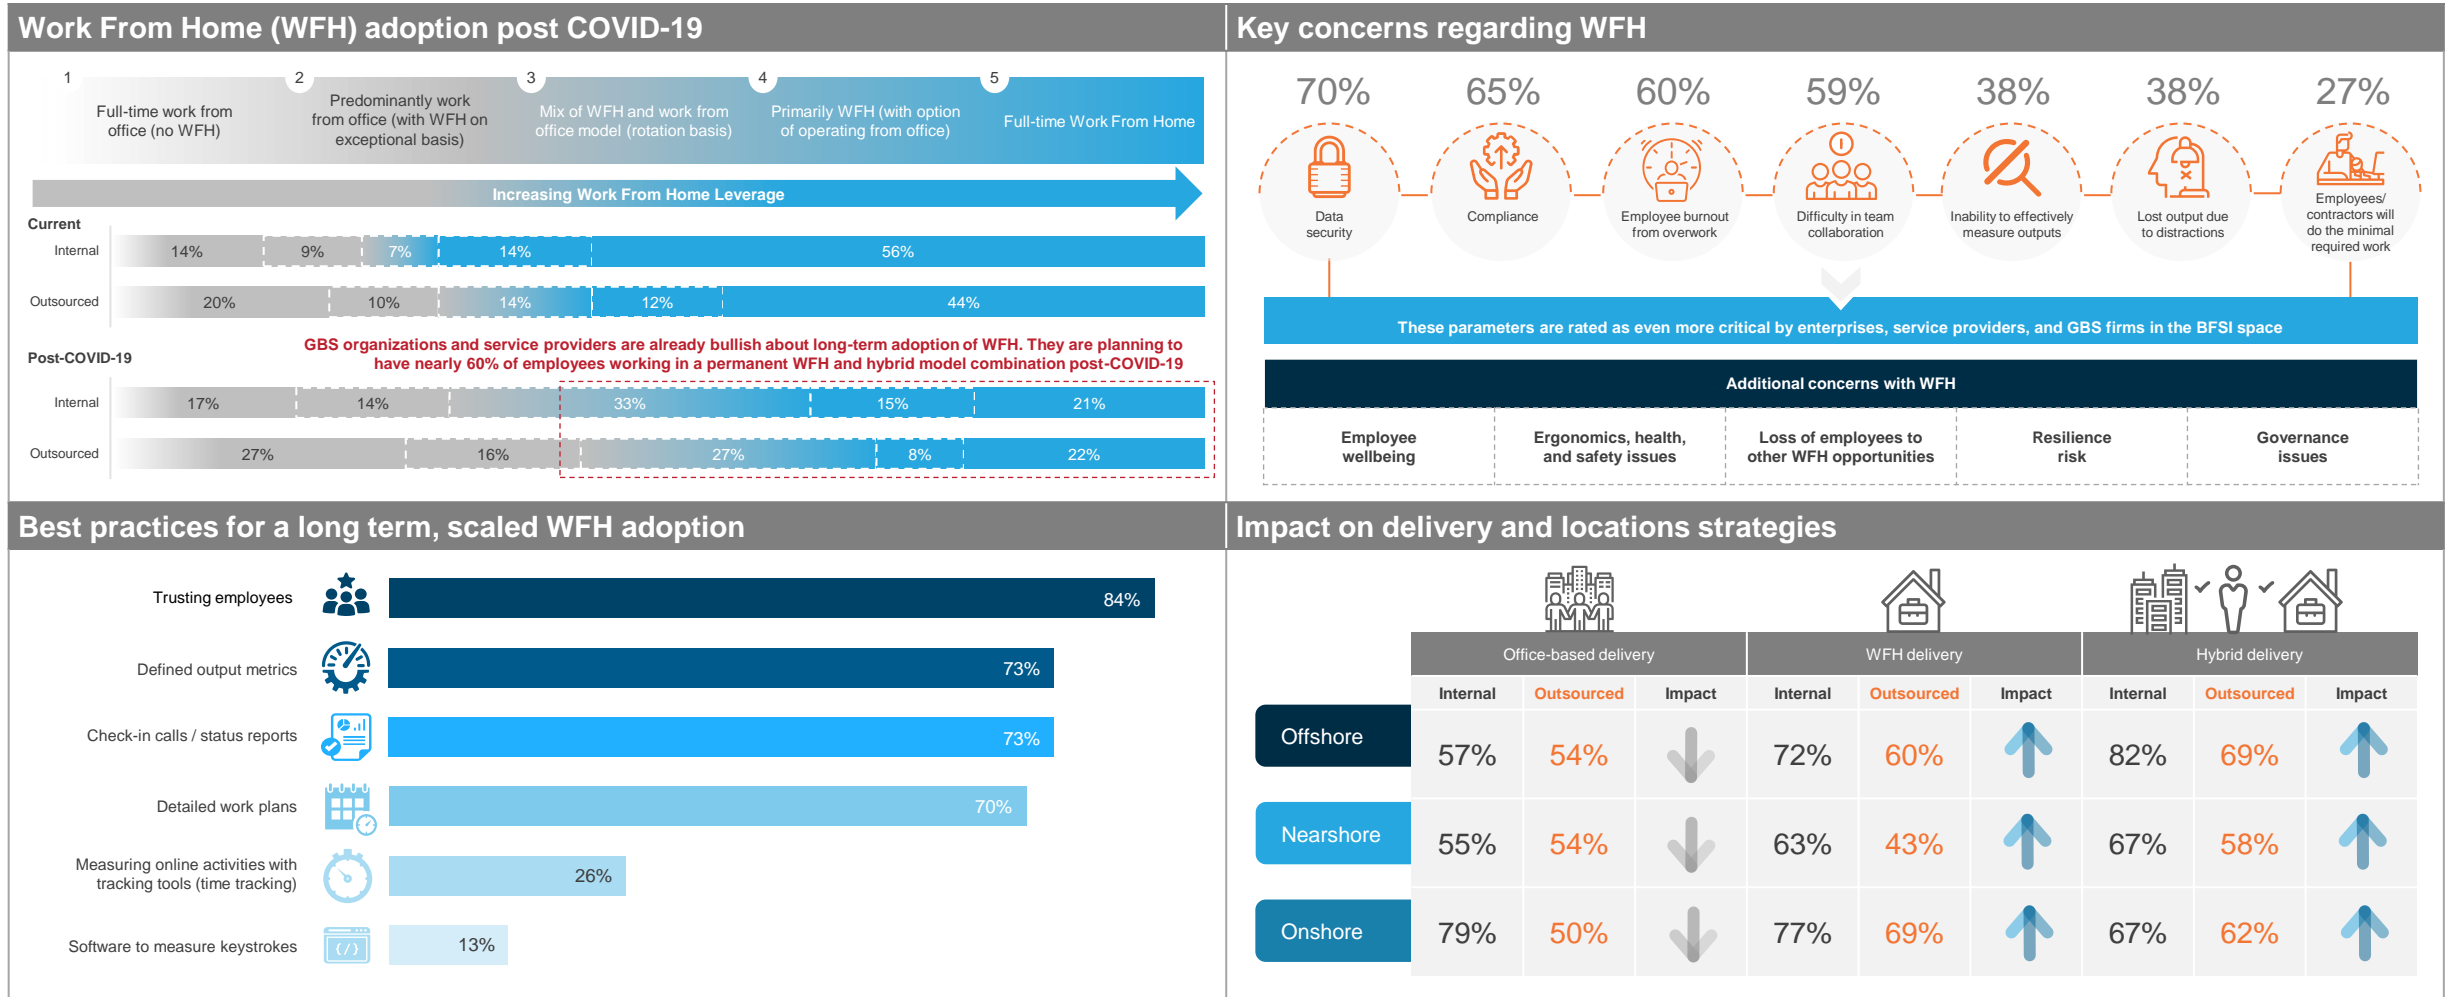 Work From Home (WFH) adoption post COVID-19
1
2
3
4
5
Full-time work from
office (no WFH)
Predominantly work
from office (with WFH on
exceptional basis)
Mix of WFH and work from
office model (rotation basis)
Primarily WFH (with option
of operating from office)
Full-time Work From Home
Increasing Work From Home Leverage
Current
Internal
14%
9%
7%
14%
56%
Outsourced
20%
10%
14%
12%
44%
GBS organizations and service providers are already bullish about long-term adoption of WFH. They are planning to
have nearly 60% of employees working in a permanent WFH and hybrid model combination post-COVID-19
Post-COVID-19
Internal
17%
14%
33%
15%
21%
Outsourced
27%
16%
27%
8%
22%
Key concerns regarding WFH
70%
65%
60%
59%
38%
38%
27%
Data
security
Compliance
Employee burnout
from overwork
Difficulty in team
collaboration
Inability to effectively
measure outputs
Lost output due
to distractions
Employees/
contractors will
do the minimal
required work
These parameters are rated as even more critical by enterprises, service providers, and GBS firms in the BFSI space
Additional concerns with WFH
Employee
wellbeing
Ergonomics, health,
and safety issues
Loss of employees to
other WFH opportunities
Resilience
risk
Governance
issues
Best practices for a long term, scaled WFH adoption
Trusting employees
84%
Defined output metrics
73%
Check-in calls / status reports
73%
Detailed work plans
70%
Measuring online activities with
tracking tools (time tracking)
26%
Software to measure keystrokes
{/}
13%
Impact on delivery and locations strategies
Office-based delivery
WFH delivery
Hybrid delivery
Internal Outsourced Impact Internal Outsourced Impact Internal Outsourced Impact
Offshore
57% 54% 72% 60% 82% 69%
Nearshore
55% 54% 63% 43% 67% 58%
Onshore
79% 50% 77% 69% 67% 62%